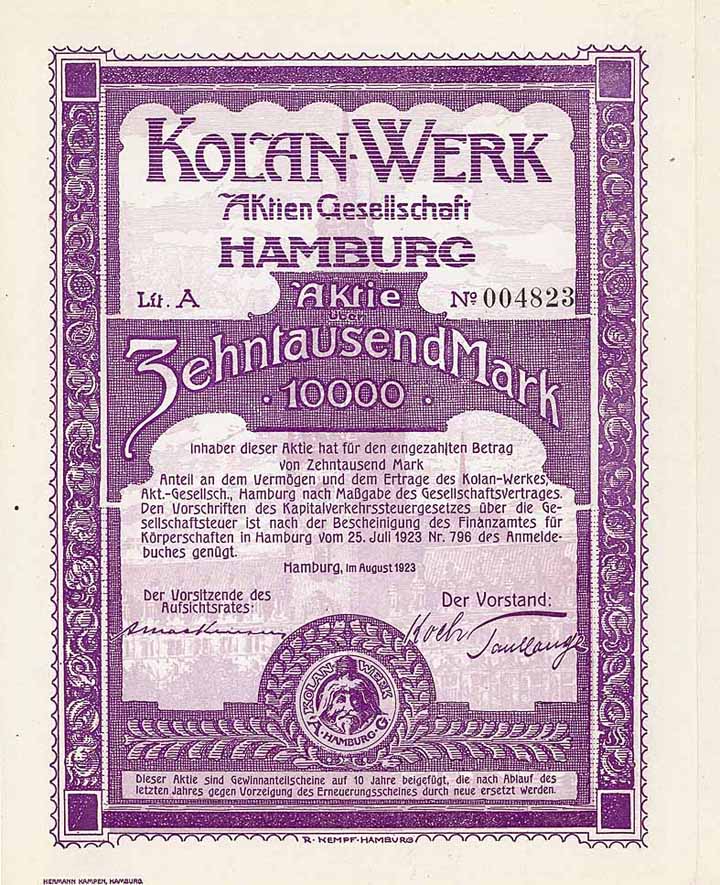 KOLAN-WERK
Aktien Gesellschaft
HAMBURG
Lit. A
Aktie
№ 004823
über
Zehntausend Mark
· 10000 ·
Inhaber dieser Aktie hat für den eingezahlten Betrag
von Zehntausend Mark
Anteil an dem Vermögen und dem Ertrage des Kolan-Werkes,
Akt.-Gesellsch., Hamburg nach Maßgabe des Gesellschaftsvertrages.
Den Vorschriften des Kapitalverkehrssteuergesetzes über die Ge-
sellschaftsteuer ist nach der Bescheinigung des Finanzamtes für
Körperschaften in Hamburg vom 25. Juli 1923 Nr. 796 des Anmelde-
buches genügt.
Hamburg, im August 1923
Der Vorsitzende des
Aufsichtsrates:
Der Vorstand:
Koch
KOLAN-WERK
A. HAMBURG G.
Dieser Aktie sind Gewinnanteilscheine auf 10 Jahre beigefügt, die nach Ablauf des
letzten Jahres gegen Vorzeigung des Erneuerungsscheines durch neue ersetzt werden.
R. KEMPF-HAMBURG
HERMANN KAMPEN, HAMBURG.